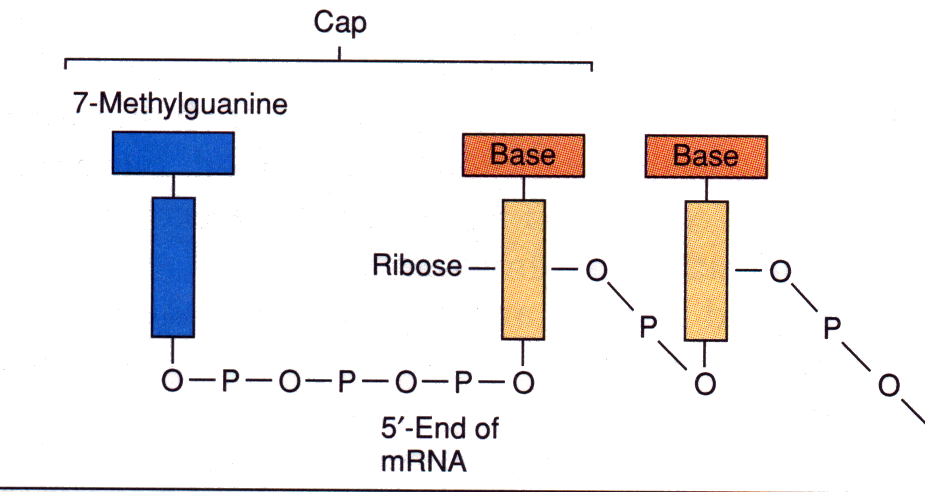 Cap
7-Methylguanine
Base
Base
Ribose
O
P
O
P
O
O—P—O—P—O—P—O
O
O
5′-End of
mRNA